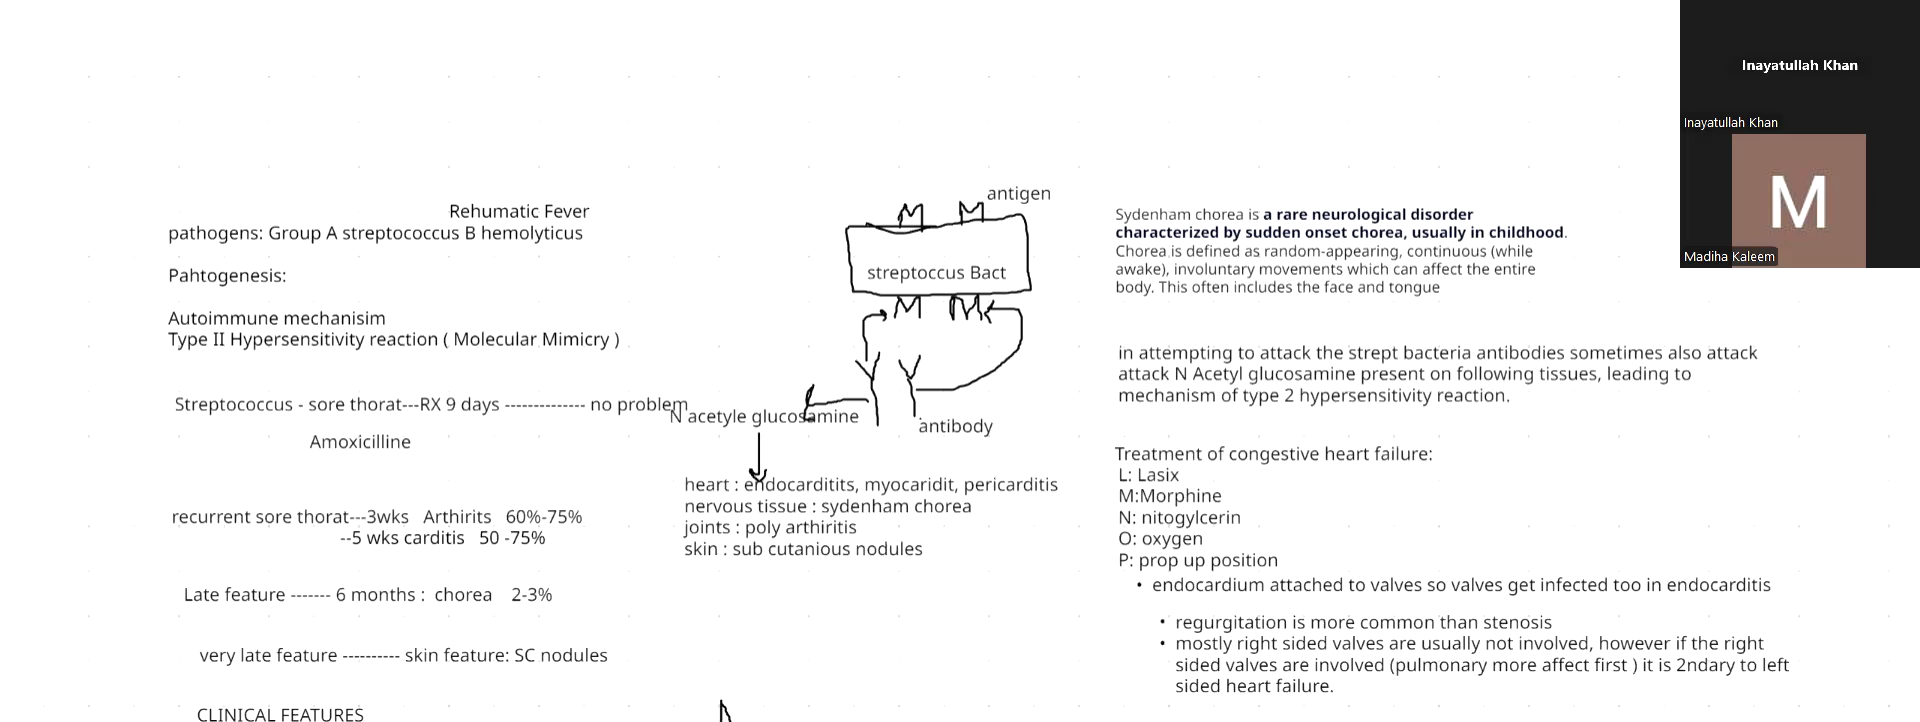 Rehumatic Fever
pathogens: Group A streptococcus B hemolyticus
Pahtogenesis:
Autoimmune mechanisim
Type II Hypersensitivity reaction ( Molecular Mimicry )
Streptococcus - sore thorat---RX 9 days -------------- no problem
Amoxicilline
recurrent sore thorat---3wks Arthirits 60%-75%
--5 wks carditis 50 -75%
Late feature ------- 6 months : chorea 2-3%
very late feature ---------- skin feature: SC nodules
CLINICAL FEATURES
antigen
M M
streptoccus Bact
M M
N acetyle glucosamine
antibody
heart : endocarditits, myocaridit, pericarditis
nervous tissue : sydenham chorea
joints : poly arthiritis
skin : sub cutanious nodules
Sydenham chorea is a rare neurological disorder
characterized by sudden onset chorea, usually in childhood.
Chorea is defined as random-appearing, continuous (while
awake), involuntary movements which can affect the entire
body. This often includes the face and tongue
in attempting to attack the strept bacteria antibodies sometimes also attack
attack N Acetyl glucosamine present on following tissues, leading to
mechanism of type 2 hypersensitivity reaction.
Treatment of congestive heart failure:
L: Lasix
M:Morphine
N: nitogylcerin
O: oxygen
P: prop up position
• endocardium attached to valves so valves get infected too in endocarditis
• regurgitation is more common than stenosis
• mostly right sided valves are usually not involved, however if the right
sided valves are involved (pulmonary more affect first ) it is 2ndary to left
sided heart failure.
Inayatullah Khan
Inayatullah Khan
M
Madiha Kaleem